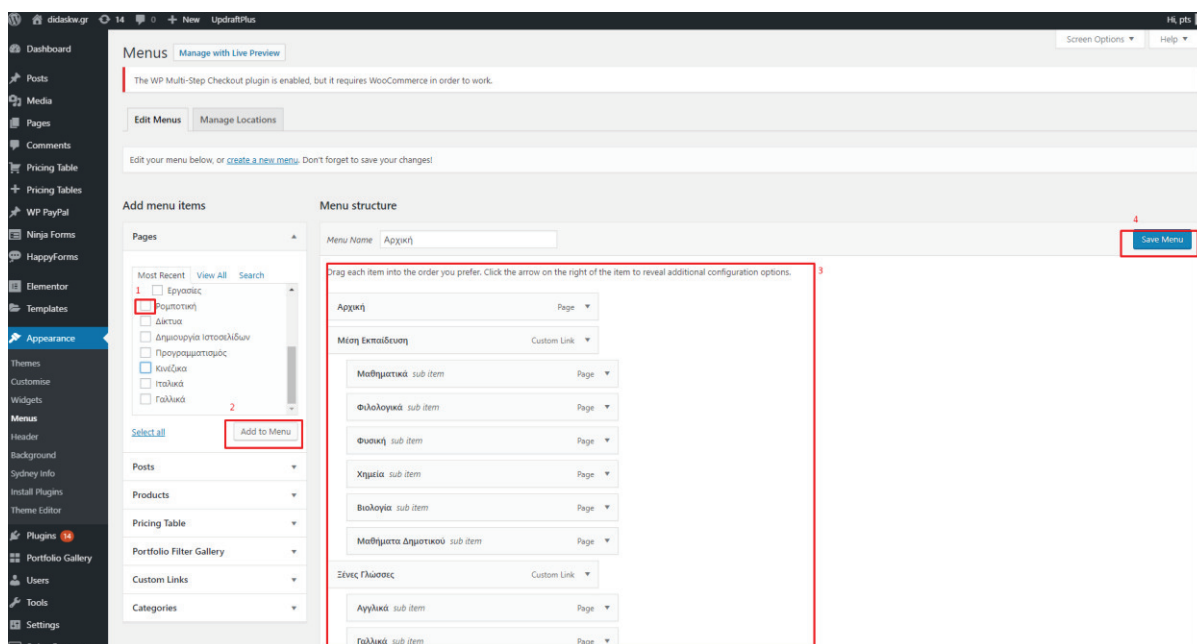 didaskw.gr 14 0 + New UpdraftPlus Hi, pts
Screen Options ▼ Help ▼
Dashboard
Posts
Media
Pages
Comments
Pricing Table
Pricing Tables
WP PayPal
Ninja Forms
HappyForms
Elementor
Templates
Appearance
Themes
Customise
Widgets
Menus
Header
Background
Sydney Info
Install Plugins
Theme Editor
Plugins 14
Portfolio Gallery
Users
Tools
Settings
Menus Manage with Live Preview
The WP Multi-Step Checkout plugin is enabled, but it requires WooCommerce in order to work.
Edit Menus Manage Locations
Edit your menu below, or create a new menu. Don't forget to save your changes!
Add menu items
Pages
Most Recent View All Search
1 Εργασίες
Ρομποτική
Δίκτυα
Δημιουργία Ιστοσελίδων
Προγραμματισμός
Κινέζικα
Ιταλικά
Γαλλικά
2
Select all Add to Menu
Posts
Products
Pricing Table
Portfolio Filter Gallery
Custom Links
Categories
Menu structure
4
Menu Name Αρχική Save Menu
Drag each item into the order you prefer. Click the arrow on the right of the item to reveal additional configuration options. 3
Αρχική Page ▼
Μέση Εκπαίδευση Custom Link ▼
Μαθηματικά sub item Page ▼
Φιλολογικά sub item Page ▼
Φυσική sub item Page ▼
Χημεία sub item Page ▼
Βιολογία sub item Page ▼
Μαθήματα Δημοτικού sub item Page ▼
Ξένες Γλώσσες Custom Link ▼
Αγγλικά sub item Page ▼
Γαλλικά sub item Page ▼